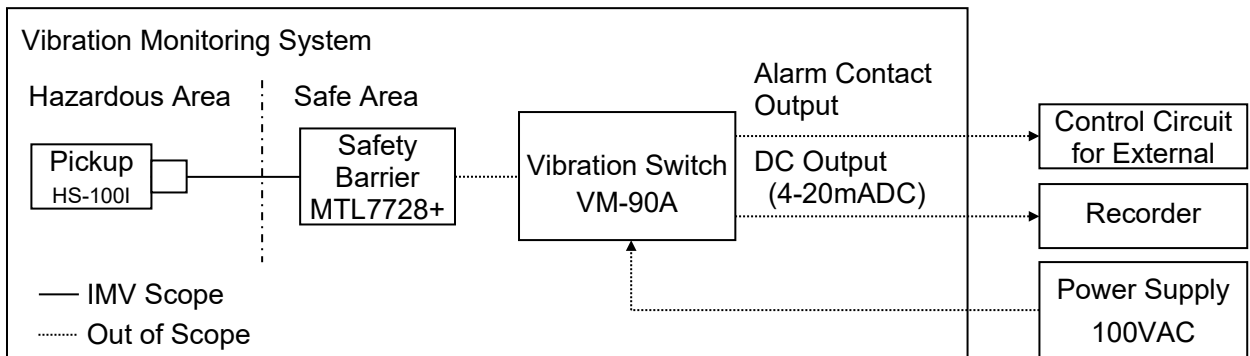 Vibration Monitoring System
Hazardous Area
Safe Area
Pickup
HS-100I
Safety
Barrier
MTL7728+
Vibration Switch
VM-90A
Alarm Contact
Output
DC Output
(4-20mADC)
Control Circuit
for External
Recorder
Power Supply
100VAC
IMV Scope
Out of Scope